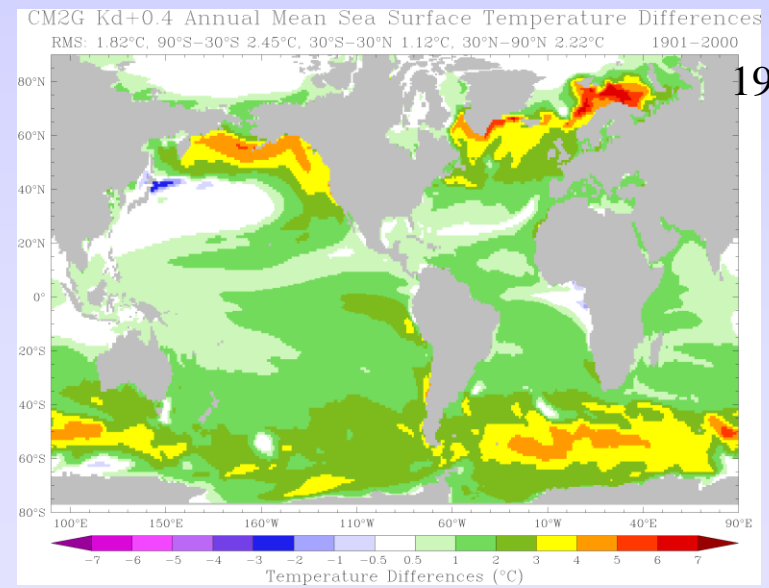 CM2G Kd+0.4 Annual Mean Sea Surface Temperature Differences
RMS: 1.82°C, 90°S−30°S 2.45°C, 30°S−30°N 1.12°C, 30°N−90°N 2.22°C 1901−2000
19
80°N
60°N
40°N
20°N
0°
20°S
40°S
60°S
80°S
100°E 150°E 160°W 110°W 60°W 10°W 40°E 90°E
−7 −6 −5 −4 −3 −2 −1 −0.5 0.5 1 2 3 4 5 6 7
Temperature Differences (°C)